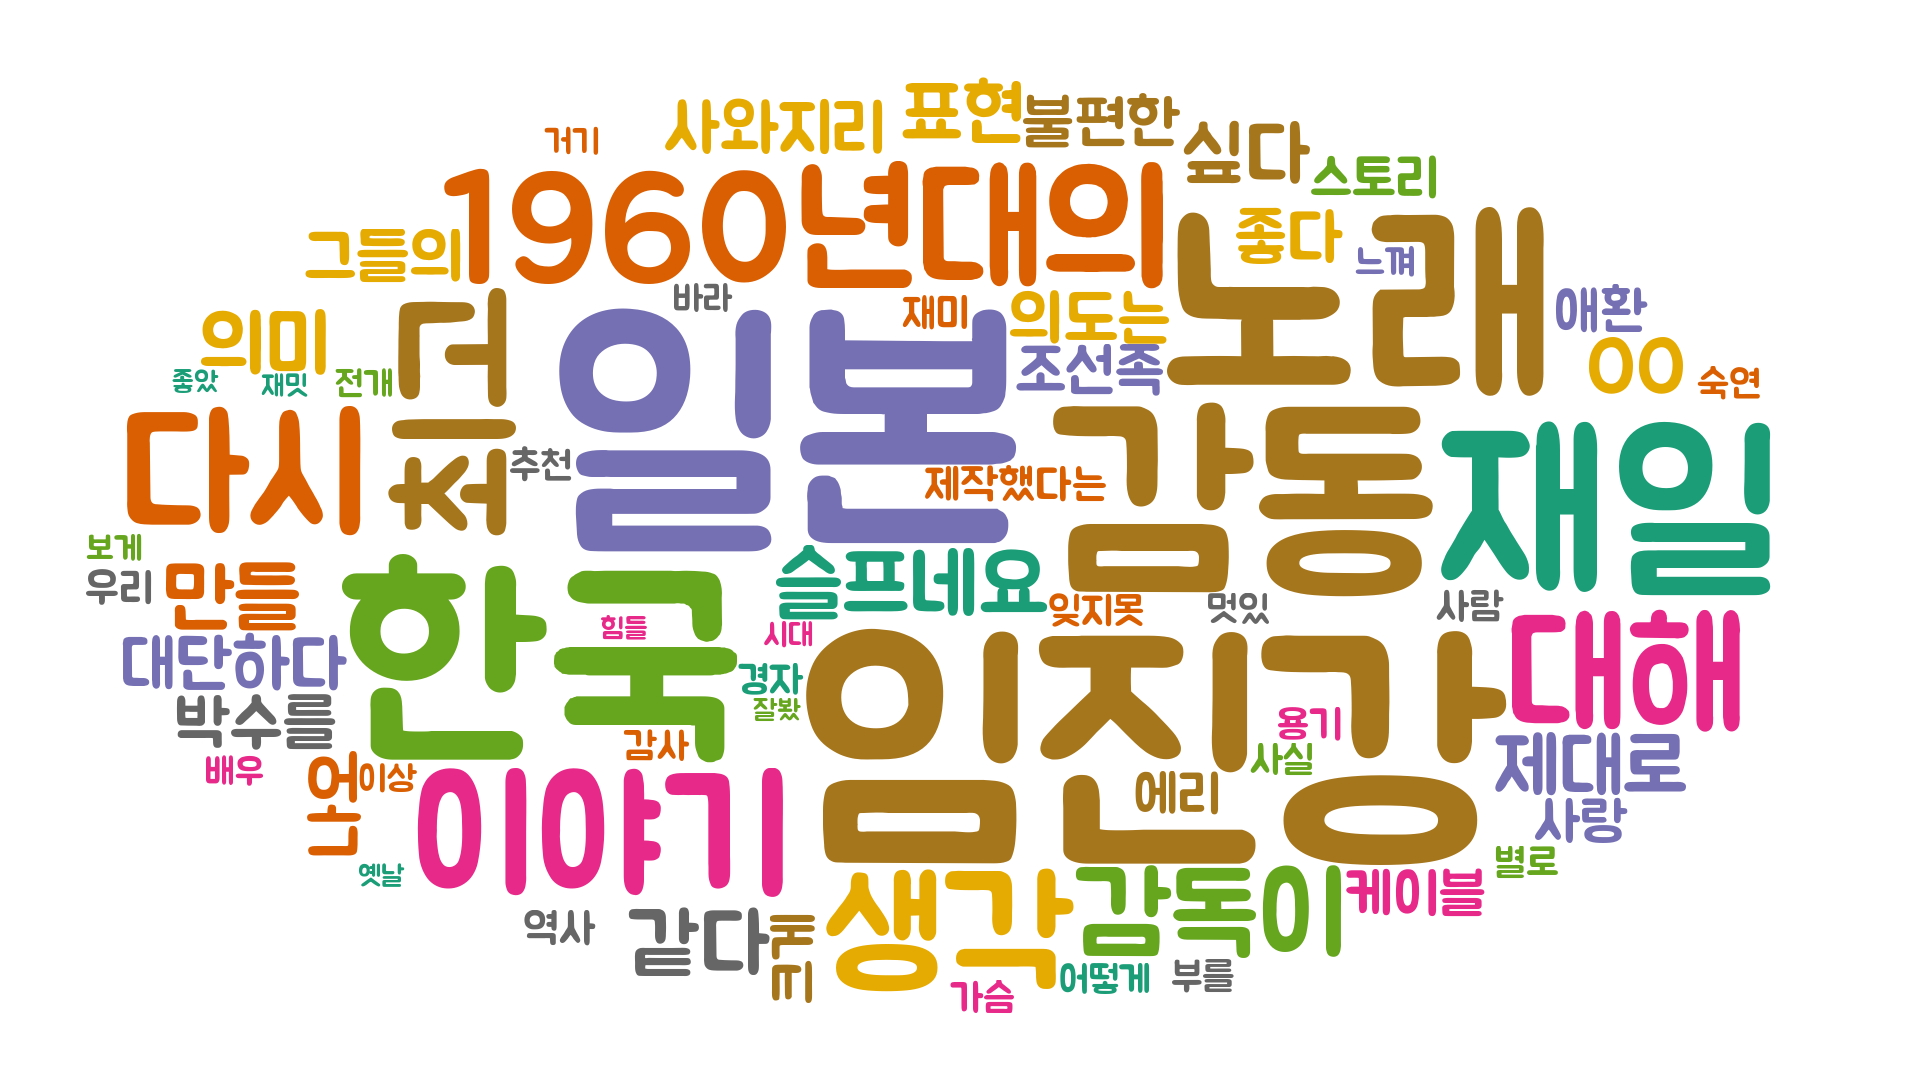 사와지리
표현
불편한
거기
싶다
스토리
1960년대의
그들의
노래
좋다
느껴
의미
바라
재미
의도는
애환
조선족
ㅇㅇ
숙연
좋았
재밋
전개
일본
다시
추천
제작했다는
감동
재일
보게
우리
만들
한국
슬프네요
잊지못
멋있
사람
힘들
시대
대단하다
경자
임진강
대해
박수를
잘봤
용기
감사
사실
제대로
배우
이상
이야기
에리
사랑
옛날
별로
생각
감독이
케이블
역사
같다
어떻게
부를
가슴